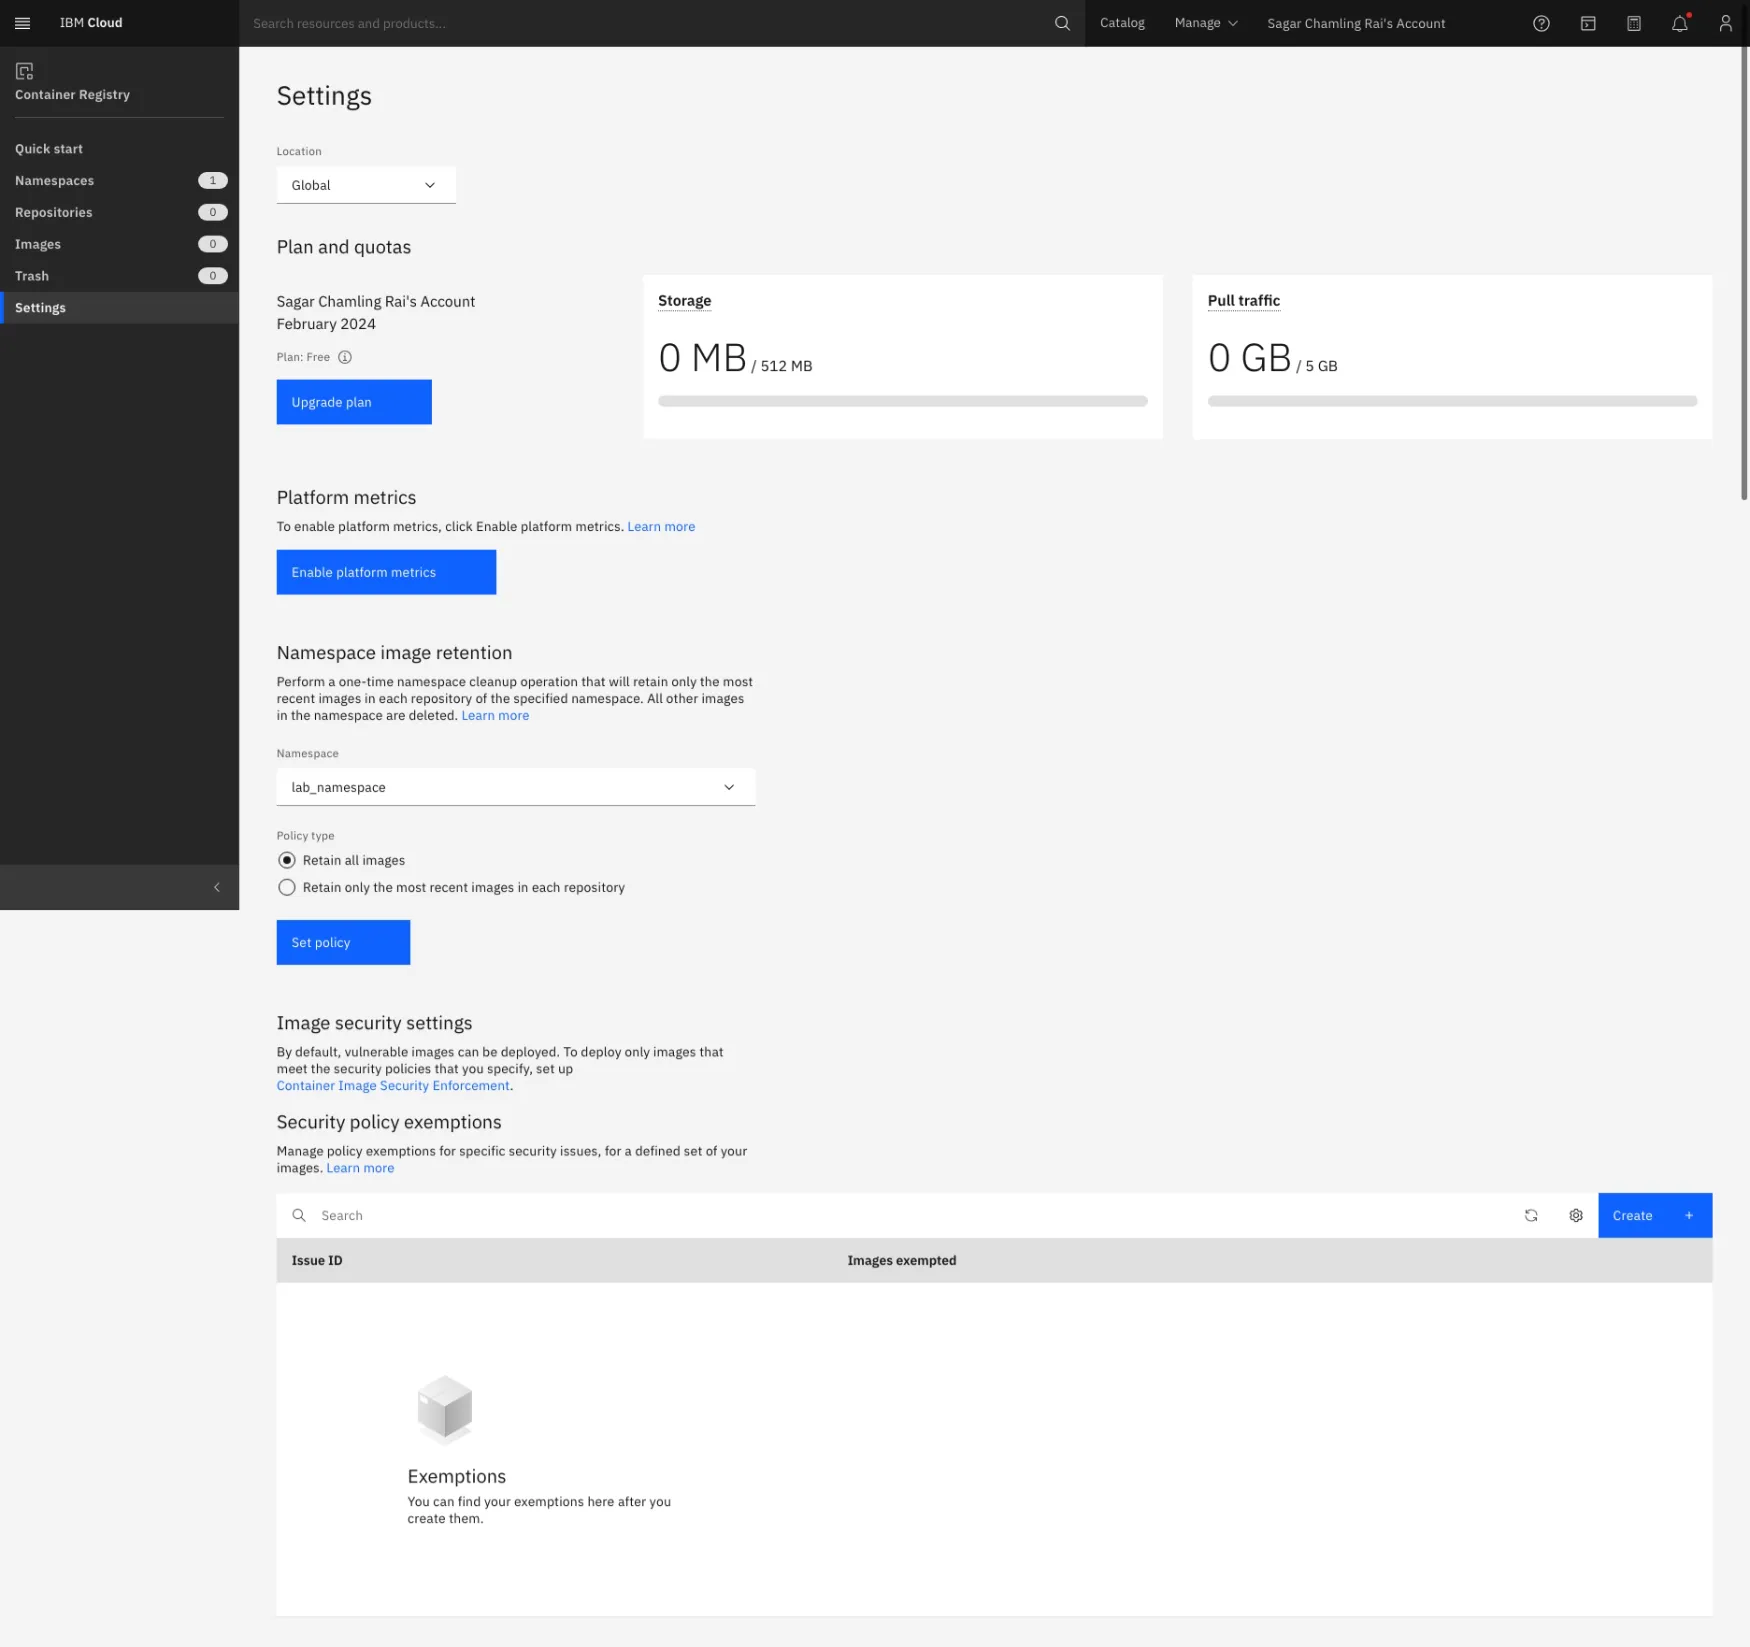 IBM Cloud
Search resources and products...
Catalog
Manage
Sagar Chamling Rai's Account
Container Registry
Quick start
Namespaces 1
Repositories 0
Images 0
Trash 0
Settings
Settings
Location
Global
Plan and quotas
Sagar Chamling Rai's Account
February 2024
Plan: Free
Upgrade plan
Storage
0 MB / 512 MB
Pull traffic
0 GB / 5 GB
Platform metrics
To enable platform metrics, click Enable platform metrics. Learn more
Enable platform metrics
Namespace image retention
Perform a one-time namespace cleanup operation that will retain only the most
recent images in each repository of the specified namespace. All other images
in the namespace are deleted. Learn more
Namespace
lab_namespace
Policy type
Retain all images
Retain only the most recent images in each repository
Set policy
Image security settings
By default, vulnerable images can be deployed. To deploy only images that
meet the security policies that you specify, set up
Container Image Security Enforcement.
Security policy exemptions
Manage policy exemptions for specific security issues, for a defined set of your
images. Learn more
Search
Create +
Issue ID
Images exempted
Exemptions
You can find your exemptions here after you
create them.